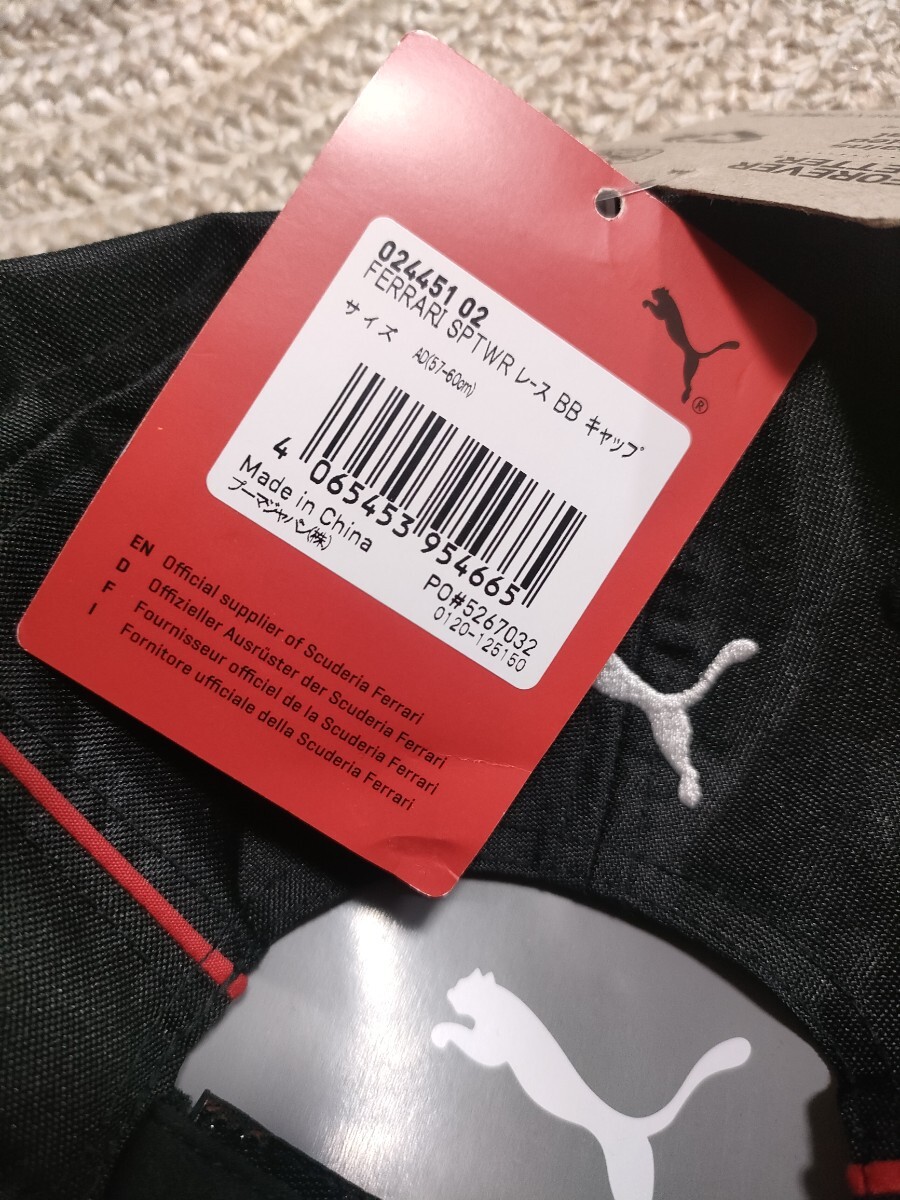 024451 02
FERRARI SPTWR レース BB キャップ
サイズ AD(57-60cm)
4 065453 954665
Made in China
プーマジャパン(株)
PO#5267032
0120-125150
EN Official supplier of Scuderia Ferrari
D Offizieller Ausrüster der Scuderia Ferrari
F Fournisseur officiel de la Scuderia Ferrari
I Fornitore ufficiale della Scuderia Ferrari
®
FOREVER